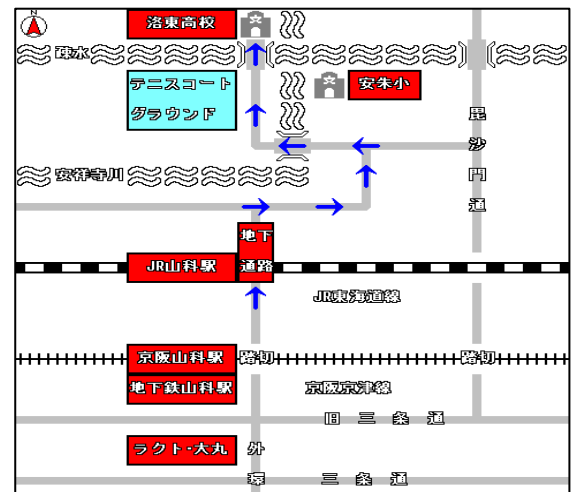 N
洛東高校
疎水
テニスコート
グラウンド
安朱小
毘沙門通
安祥寺川
地下
通路
JR山科駅
JR東海道線
京阪山科駅
踏切
踏切
地下鉄山科駅
京阪京津線
旧三条通
ラクト・大丸
外環
三条通